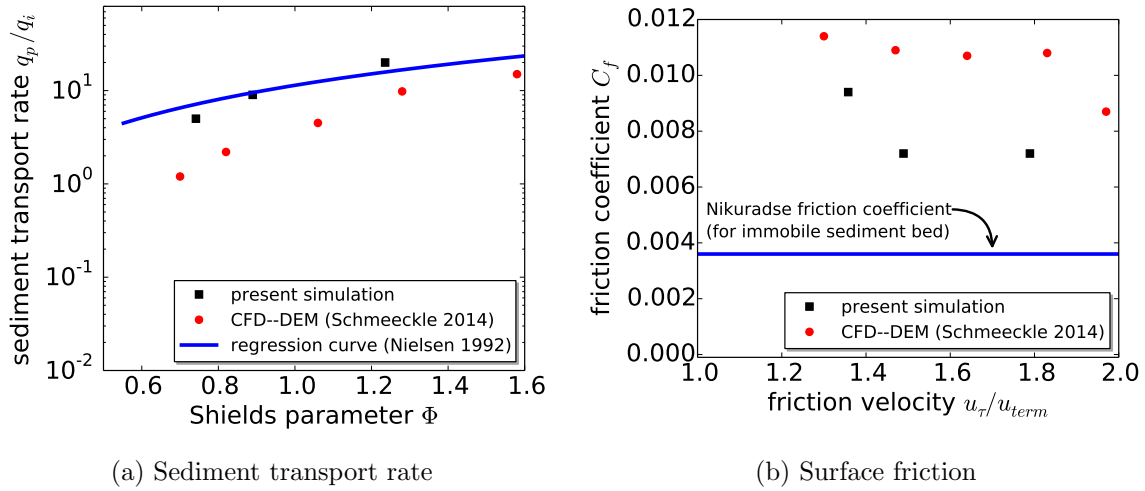 sediment transport rate q_p/q_i
10^1
10^0
10^-1
10^-2
0.6 0.8 1.0 1.2 1.4 1.6
Shields parameter Φ
present simulation
CFD--DEM (Schmeeckle 2014)
regression curve (Nielsen 1992)
(a) Sediment transport rate
friction coefficient C_f
0.012
0.010
0.008
0.006
0.004
0.002
0.000
1.0 1.2 1.4 1.6 1.8 2.0
friction velocity u_τ/u_term
Nikuradse friction coefficient
(for immobile sediment bed)
present simulation
CFD--DEM (Schmeeckle 2014)
(b) Surface friction